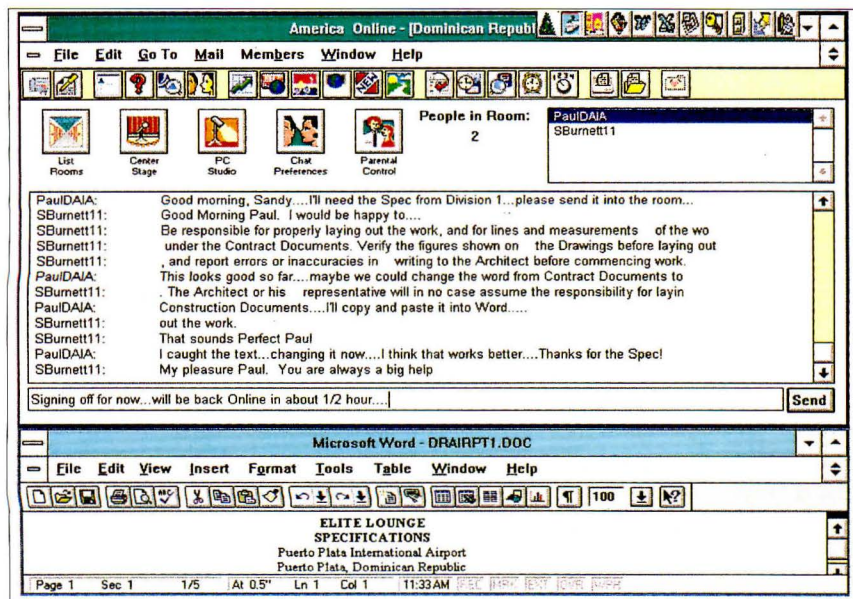 America Online - [Dominican Republ
File Edit Go To Mail Members Window Help
List Rooms
Center Stage
PC Studio
Chat Preferences
Parental Control
People in Room:
2
PaulDAIA
SBurnett11
PaulDAIA: Good morning, Sandy....I'll need the Spec from Division 1...please send it into the room...
SBurnett11: Good Morning Paul. I would be happy to....
SBurnett11: Be responsible for properly laying out the work, and for lines and measurements of the wo
SBurnett11: under the Contract Documents. Verify the figures shown on the Drawings before laying out
SBurnett11: , and report errors or inaccuracies in writing to the Architect before commencing work.
PaulDAIA: This looks good so far....maybe we could change the word from Contract Documents to
SBurnett11: . The Architect or his representative will in no case assume the responsibility for layin
PaulDAIA: Construction Documents....I'll copy and paste it into Word.....
SBurnett11: out the work.
SBurnett11: That sounds Perfect Paul
PaulDAIA: I caught the text...changing it now....I think that works better....Thanks for the Spec!
SBurnett11: My pleasure Paul. You are always a big help
Signing off for now...will be back Online in about 1/2 hour....
Send
Microsoft Word - DRAIRPT1.DOC
File Edit View Insert Format Tools Table Window Help
100
ELITE LOUNGE
SPECIFICATIONS
Puerto Plata International Airport
Puerto Plata, Dominican Republic
Page 1 Sec 1 1/5 At 0.5" Ln 1 Col 1 11:33 AM REC MRK EXT OVR WPH